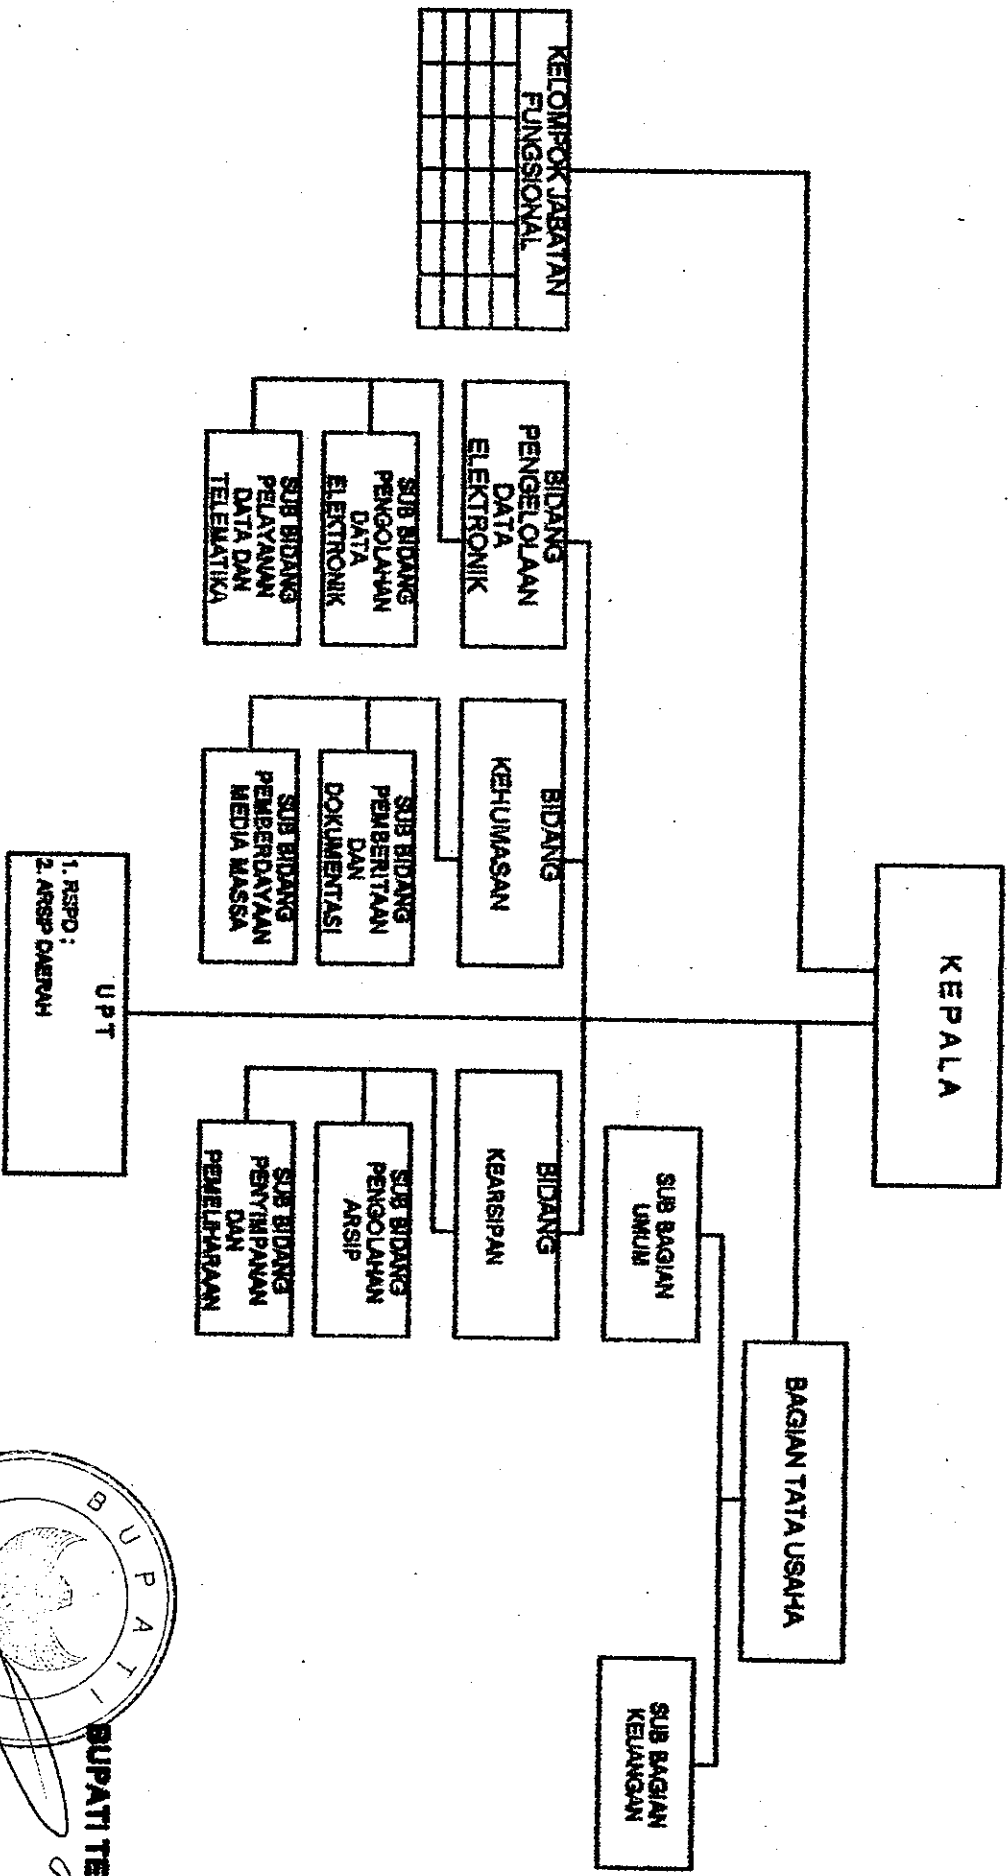 KEPALA
BAGIAN TATA USAHA
SUB BAGIAN
UMUM
SUB BAGIAN
KEUANGAN
KELOMPOK JABATAN
FUNGSIONAL
BIDANG
PENGELOLAAN
DATA
ELEKTRONIK
SUB BIDANG
PENGOLAHAN
DATA
ELEKTRONIK
SUB BIDANG
PELAYANAN
DATA DAN
TELEMATIKA
BIDANG
KEHUMASAN
SUB BIDANG
PEMBERITAAN
DAN
DOKUMENTASI
SUB BIDANG
PEMBERDAYAAN
MEDIA MASSA
BIDANG
KEARSIPAN
SUB BIDANG
PENGOLAHAN
ARSIP
SUB BIDANG
PENYIMPANAN
DAN
PEMELIHARAAN
UPT
1. RSPD ;
2. ARSIP DAERAH
BUPATI TE
BUPATI